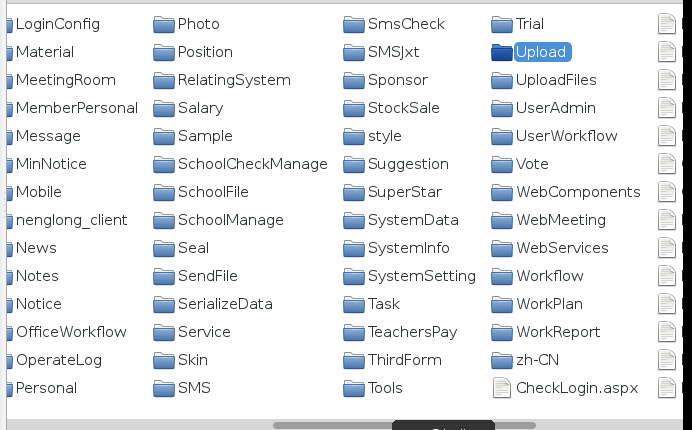 LoginConfig
Material
MeetingRoom
MemberPersonal
Message
MinNotice
Mobile
nenglong_client
News
Notes
Notice
OfficeWorkflow
OperateLog
Personal
Photo
Position
RelatingSystem
Salary
Sample
SchoolCheckManage
SchoolFile
SchoolManage
Seal
SendFile
SerializeData
Service
Skin
SMS
SmsCheck
SMSJxt
Sponsor
StockSale
style
Suggestion
SuperStar
SystemData
SystemInfo
SystemSetting
Task
TeachersPay
ThirdForm
Tools
Trial
Upload
UploadFiles
UserAdmin
UserWorkflow
Vote
WebComponents
WebMeeting
WebServices
Workflow
WorkPlan
WorkReport
zh-CN
CheckLogin.aspx